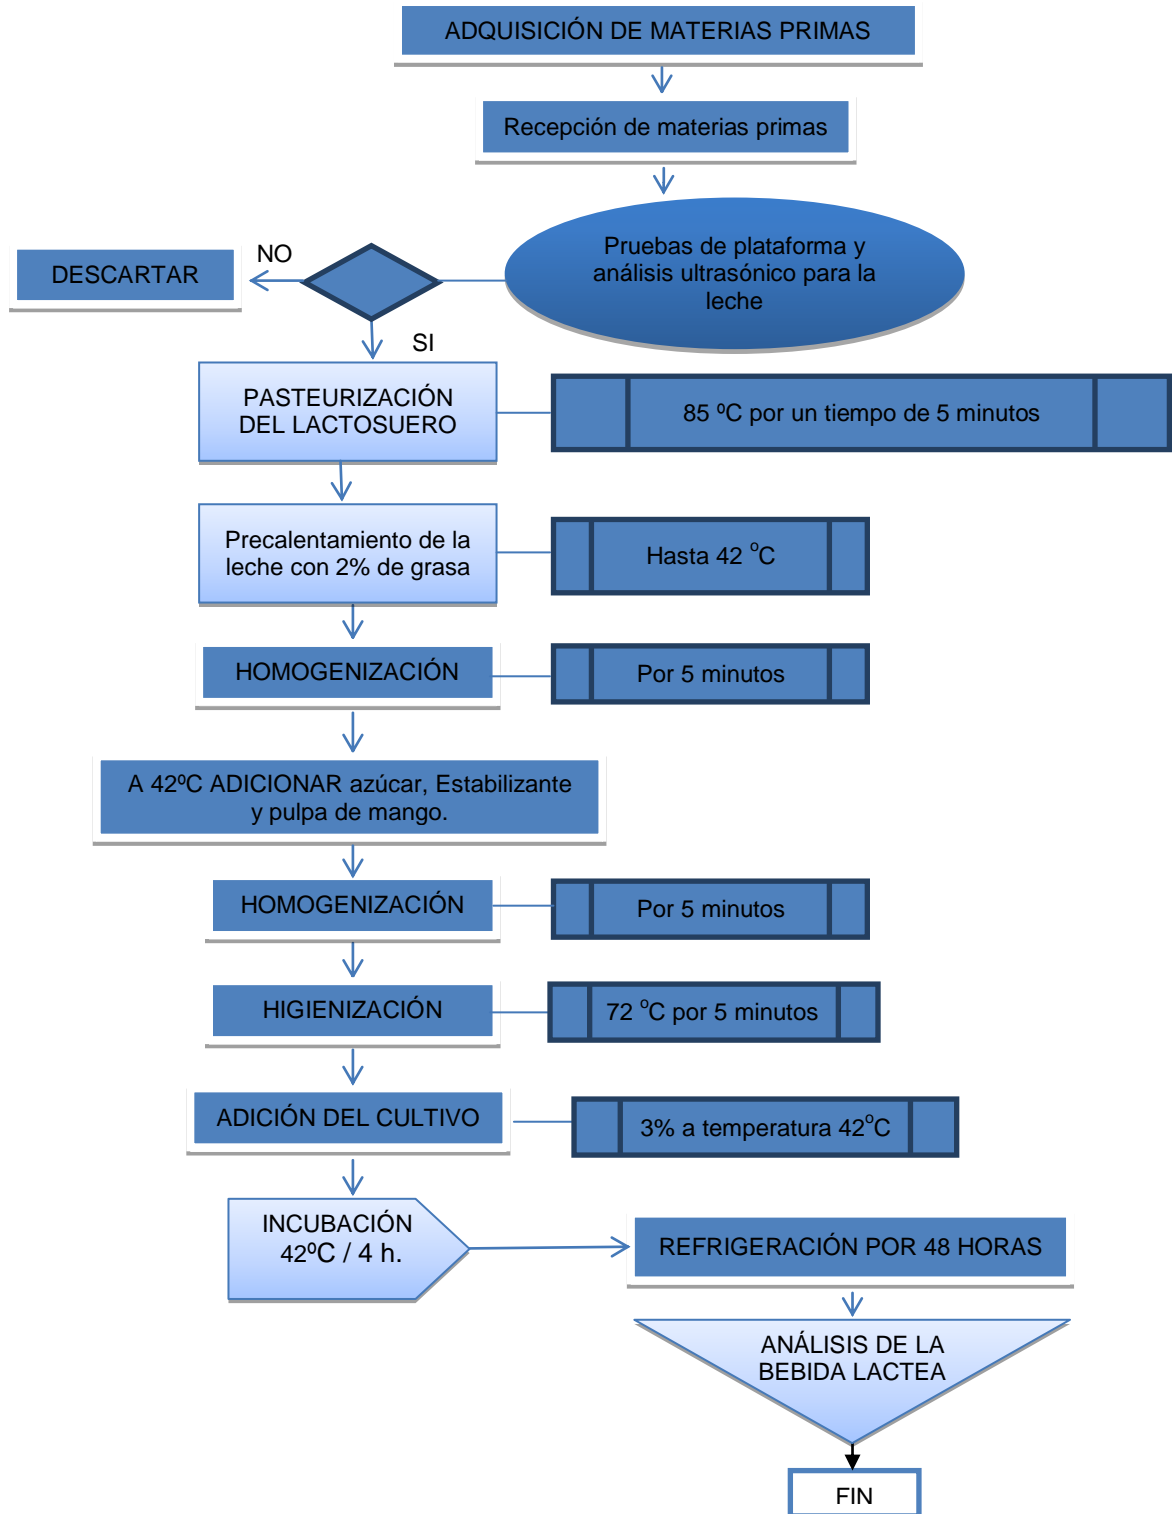 ADQUISICIÓN DE MATERIAS PRIMAS
Recepción de materias primas
Pruebas de plataforma y
análisis ultrasónico para la
leche
NO
DESCARTAR
SI
PASTEURIZACIÓN
DEL LACTOSUERO
85 ºC por un tiempo de 5 minutos
Precalentamiento de la
leche con 2% de grasa
Hasta 42 °C
HOMOGENIZACIÓN
Por 5 minutos
A 42ºC ADICIONAR azúcar, Estabilizante
y pulpa de mango.
HOMOGENIZACIÓN
Por 5 minutos
HIGIENIZACIÓN
72 °C por 5 minutos
ADICIÓN DEL CULTIVO
3% a temperatura 42°C
INCUBACIÓN
42ºC / 4 h.
REFRIGERACIÓN POR 48 HORAS
ANÁLISIS DE LA
BEBIDA LACTEA
FIN